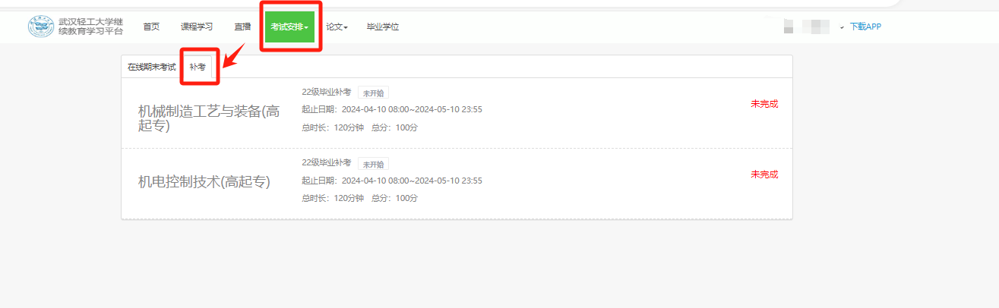 武汉轻工大学继
续教育学习平台
首页 课程学习 直播 考试安排 论文 毕业学位 下载APP
在线期末考试 补考
机械制造工艺与装备(高
起专)
22级毕业补考 未开始
起止日期：2024-04-10 08:00~2024-05-10 23:55
总时长：120分钟 总分：100分
未完成
机电控制技术(高起专)
22级毕业补考 未开始
起止日期：2024-04-10 08:00~2024-05-10 23:55
总时长：120分钟 总分：100分
未完成